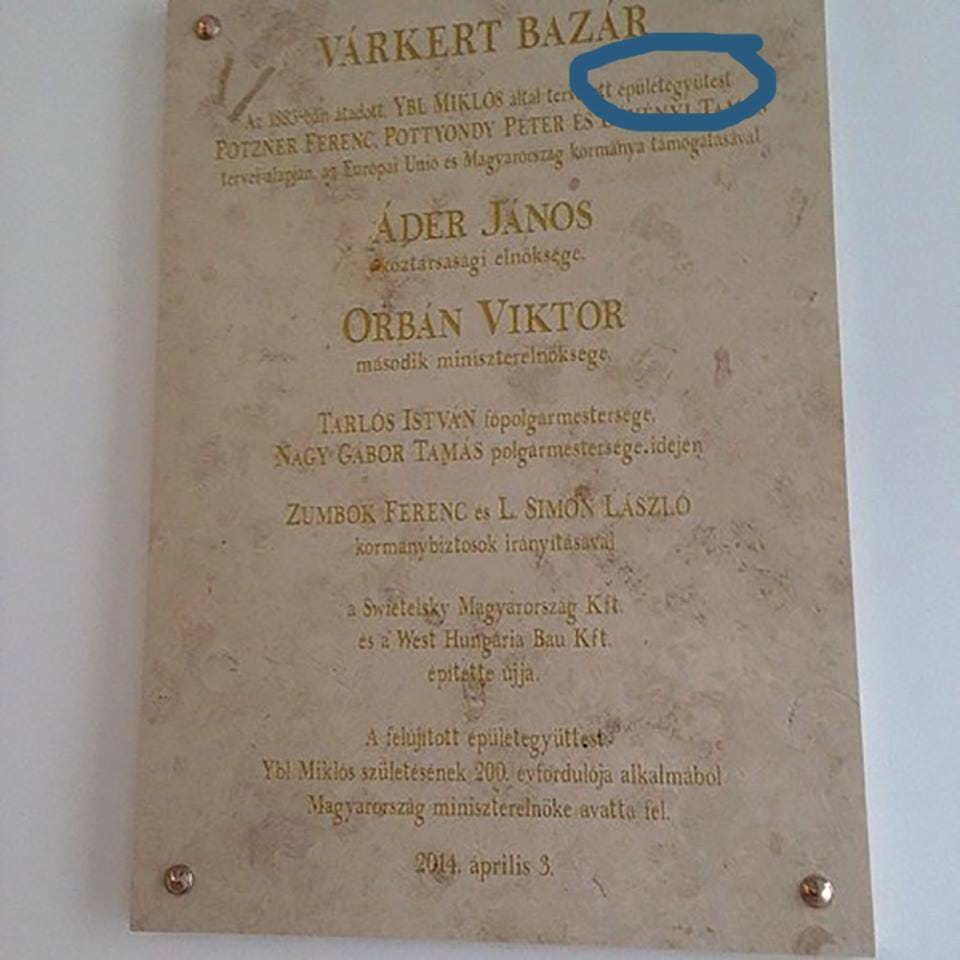 VÁRKERT BAZÁR
Az 1883-ban átadott, YBL MIKLÓS által tervezett épületegyütest
POTZNER FERENC, POTTYONDY PÉTER ÉS
tervei alapján, az Európai Unió és Magyarország kormánya támogatásával
ÁDER JÁNOS
köztársasági elnöksége,
ORBÁN VIKTOR
második miniszterelnöksége,
TARLÓS ISTVÁN főpolgármestersége,
NAGY GÁBOR TAMÁS polgármestersége idején
ZUMBOK FERENC és L. SIMON LÁSZLÓ
kormánybiztosok irányításával
a Swietelsky Magyarország Kft.
és a West Hungária Bau Kft.
építette újjá.
A felújított épületegyüttest
Ybl Miklós születésének 200. évfordulója alkalmából
Magyarország miniszterelnöke avatta fel.
2014. április 3.